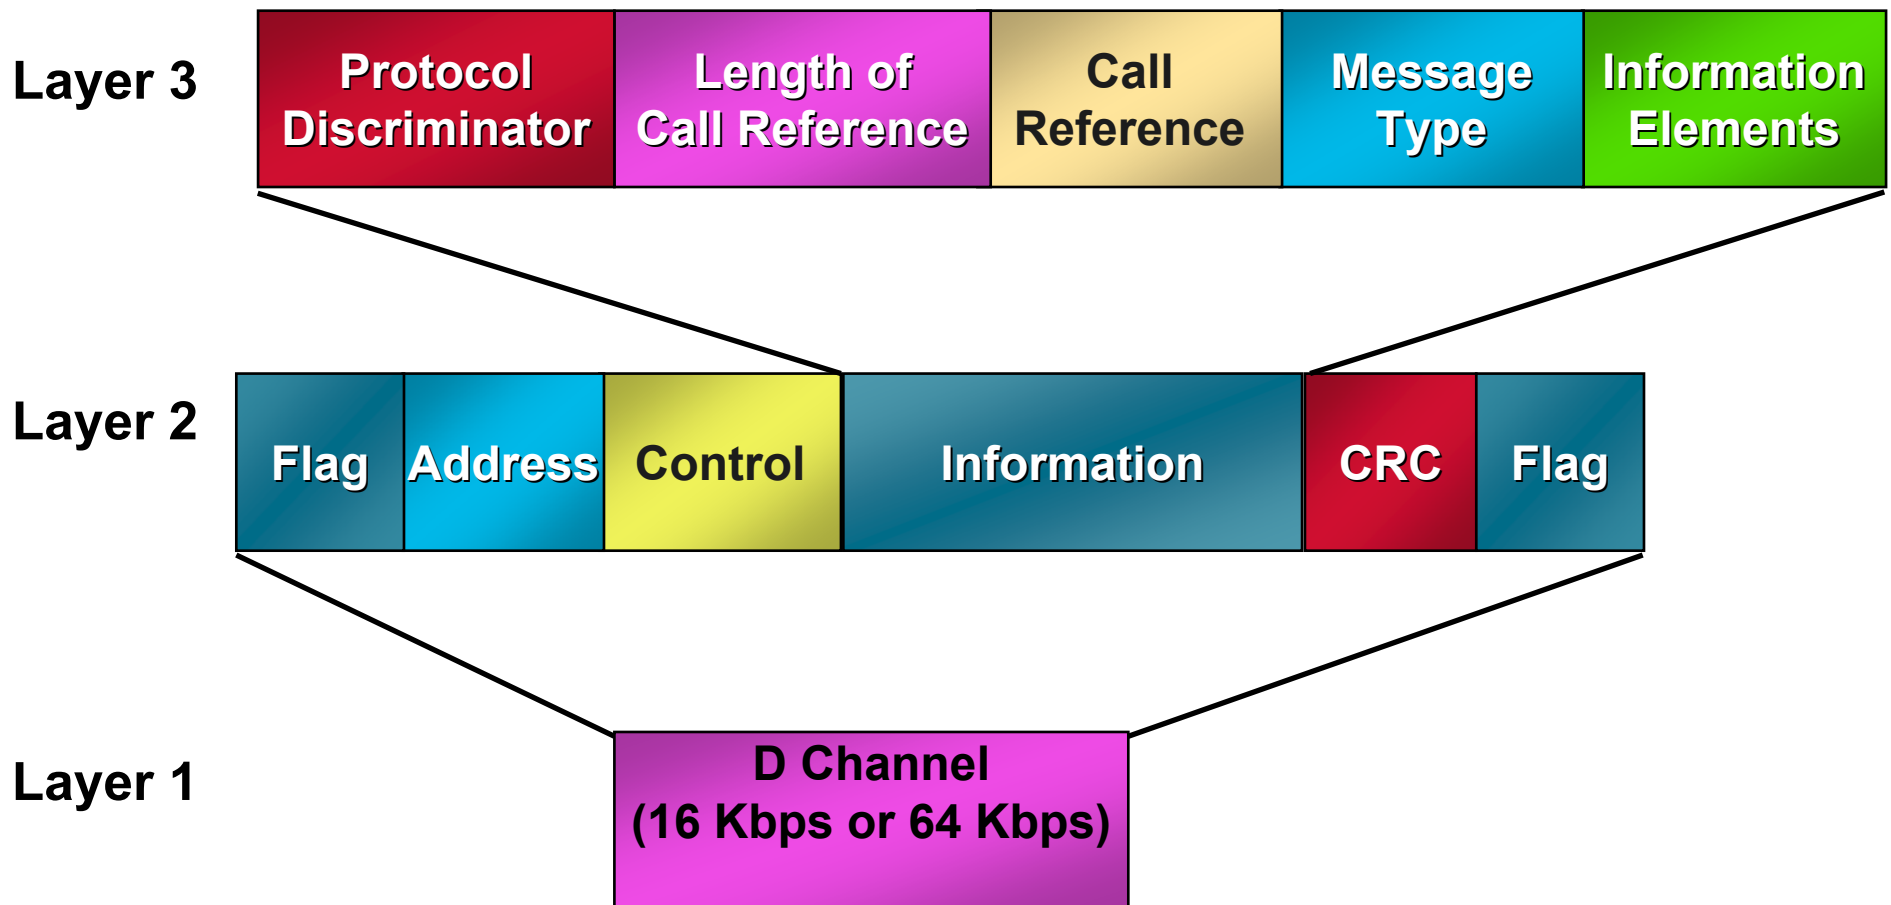 Layer 3
Protocol
Discriminator
Length of
Call Reference
Call
Reference
Message
Type
Information
Elements
Layer 2
Flag
Address
Control
Information
CRC
Flag
Layer 1
D Channel
(16 Kbps or 64 Kbps)